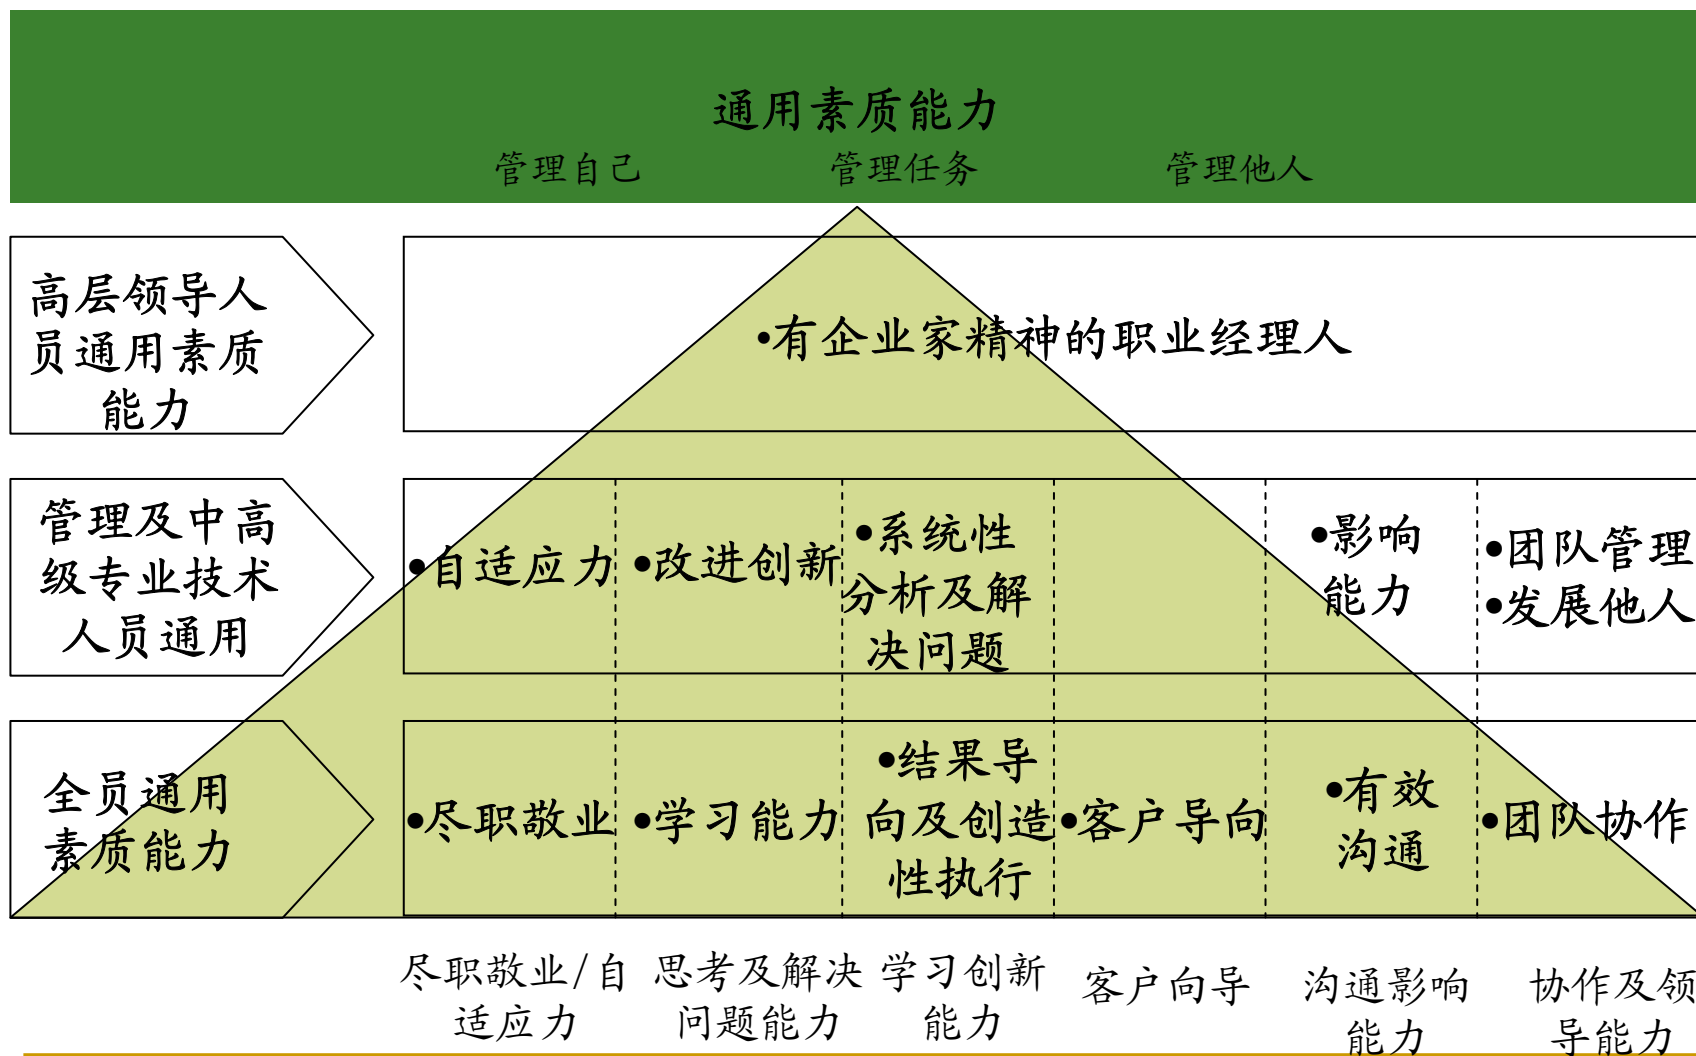 通用素质能力
管理自己 管理任务 管理他人
高层领导人
员通用素质
能力
•有企业家精神的职业经理人
管理及中高
级专业技术
人员通用
•自适应力
•改进创新
•系统性
分析及解
决问题
•影响
能力
•团队管理
•发展他人
全员通用
素质能力
•尽职敬业
•学习能力
•结果导
向及创造
性执行
•客户导向
•有效
沟通
•团队协作
尽职敬业/自
适应力
思考及解决
问题能力
学习创新
能力
客户向导
沟通影响
能力
协作及领
导能力